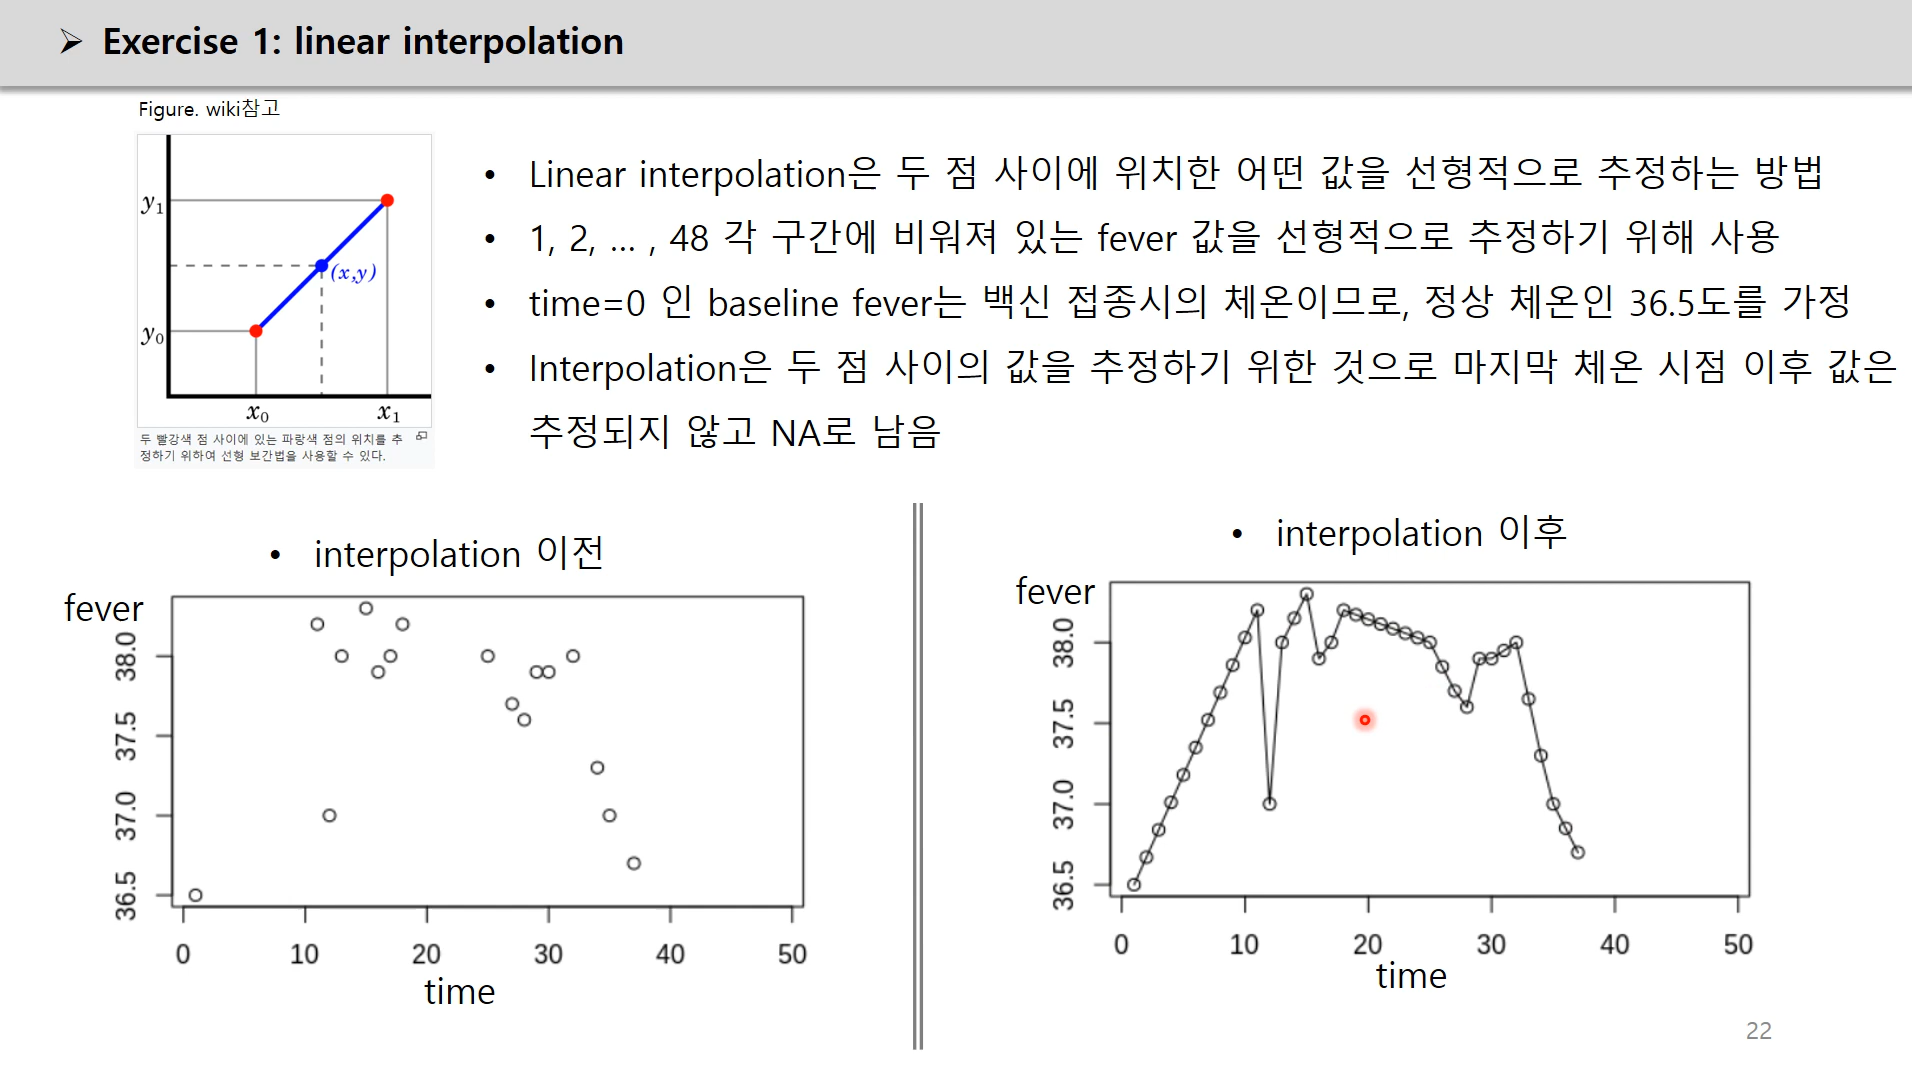 ➢ Exercise 1: linear interpolation
Figure. wiki참고
y1
(x,y)
y0
x0 x1
두 빨강색 점 사이에 있는 파랑색 점의 위치를 추
정하기 위하여 선형 보간법을 사용할 수 있다.
• Linear interpolation은 두 점 사이에 위치한 어떤 값을 선형적으로 추정하는 방법
• 1, 2, … , 48 각 구간에 비워져 있는 fever 값을 선형적으로 추정하기 위해 사용
• time=0 인 baseline fever는 백신 접종시의 체온이므로, 정상 체온인 36.5도를 가정
• Interpolation은 두 점 사이의 값을 추정하기 위한 것으로 마지막 체온 시점 이후 값은
추정되지 않고 NA로 남음
• interpolation 이전
fever
38.0
37.5
37.0
36.5
0 10 20 30 40 50
time
• interpolation 이후
fever
38.0
37.5
37.0
36.5
0 10 20 30 40 50
time
22